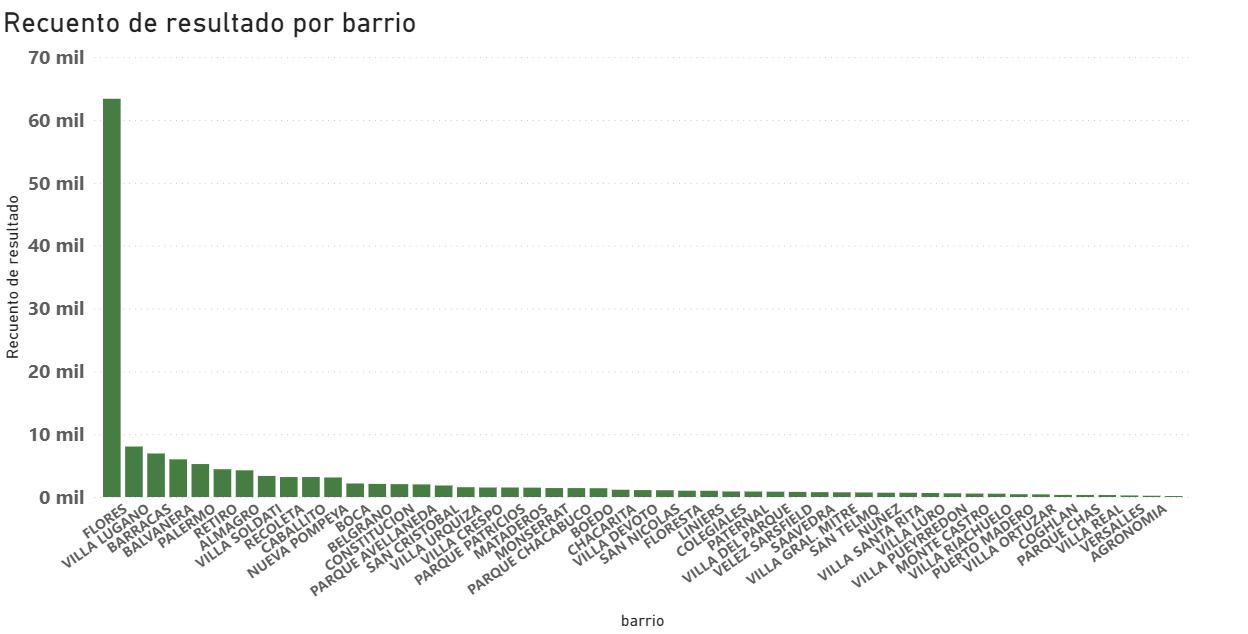 Recuento de resultado por barrio
70 mil
60 mil
50 mil
40 mil
30 mil
20 mil
10 mil
0 mil
Recuento de resultado
FLORES
VILLA LUGANO
BARRACAS
BALVANERA
PALERMO
RETIRO
ALMAGRO
VILLA SOLDATI
RECOLETA
CABALLITO
NUEVA POMPEYA
BOCA
BELGRANO
CONSTITUCION
PARQUE AVELLANEDA
SAN CRISTOBAL
VILLA URQUIZA
VILLA CRESPO
PARQUE PATRICIOS
MATADEROS
MONSERRAT
PARQUE CHACABUCO
BOEDO
CHACARITA
VILLA DEVOTO
SAN NICOLAS
FLORESTA
LINIERS
COLEGIALES
PATERNAL
VILLA DEL PARQUE
VELEZ SARSFIELD
SAAVEDRA
VILLA GRAL. MITRE
SAN TELMO
NUÑEZ
VILLA SANTA RITA
VILLA LURO
VILLA PUEYRREDON
MONTE CASTRO
VILLA RIACHUELO
PUERTO MADERO
VILLA ORTUZAR
COGHLAN
PARQUE CHAS
VILLA REAL
VERSALLES
AGRONOMIA
barrio